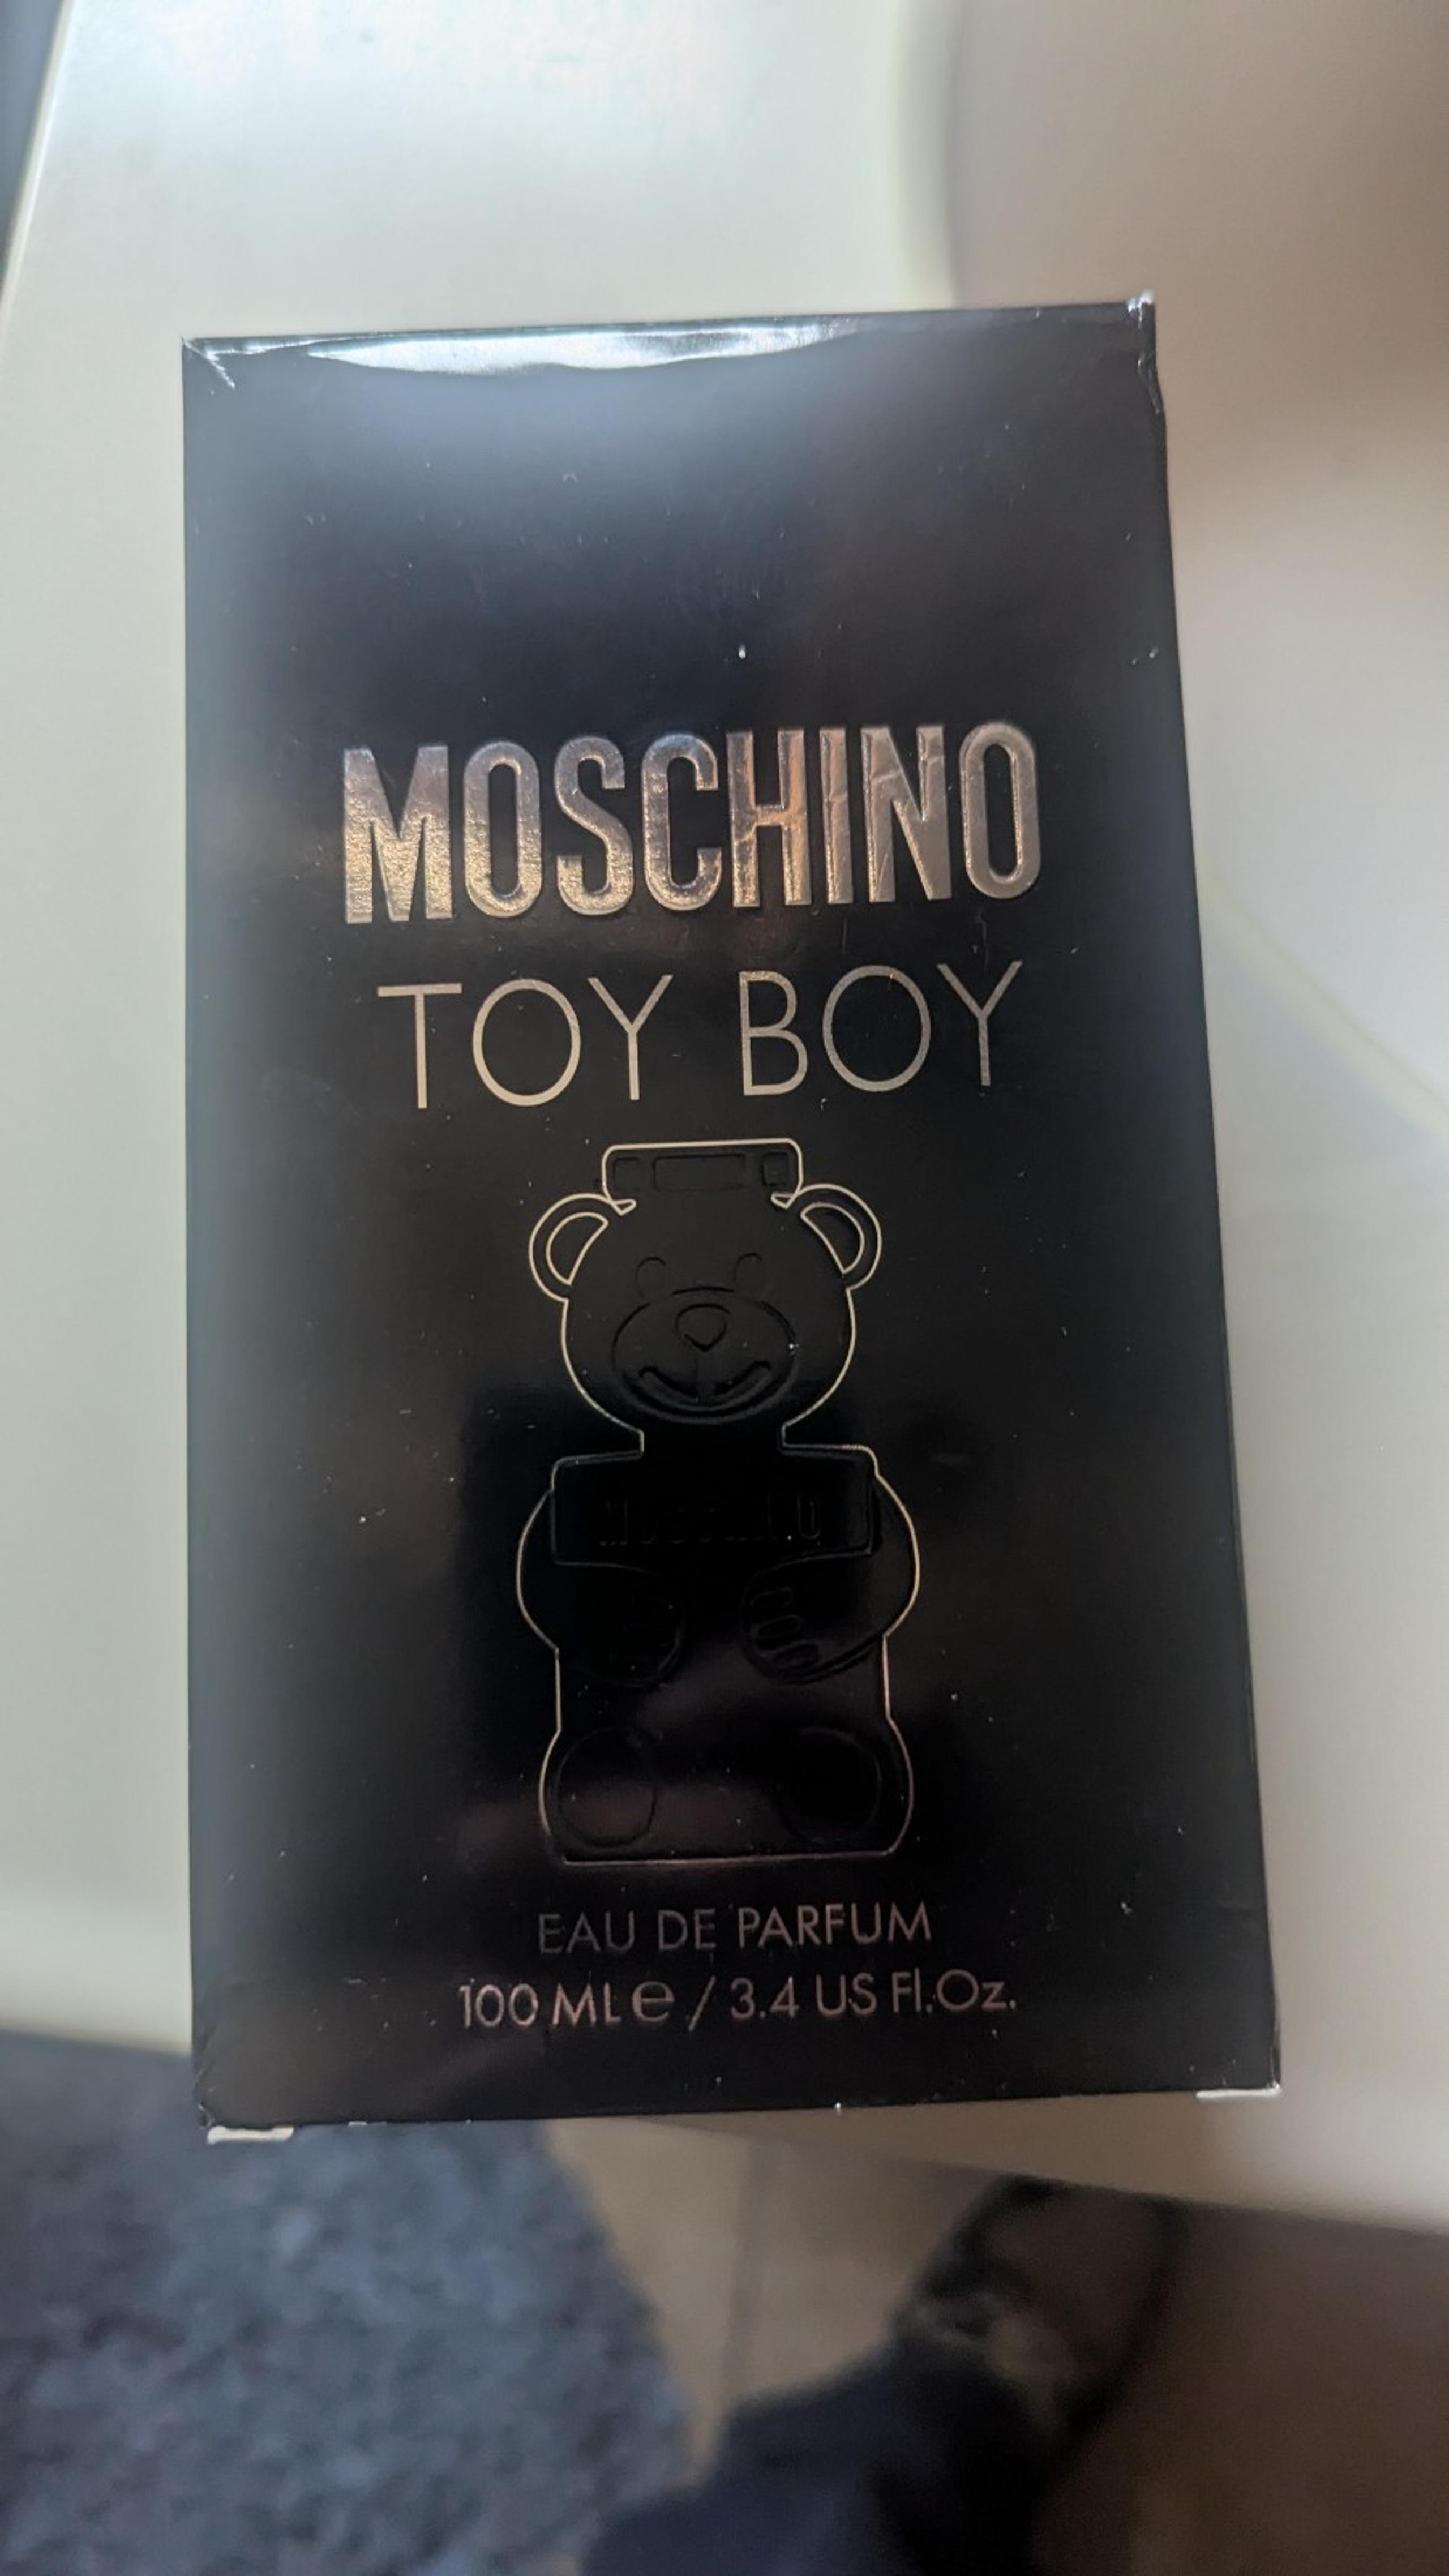 MOSCHINO
TOY BOY
MOSCHINO
EAU DE PARFUM
100 ML e / 3.4 US Fl.Oz.